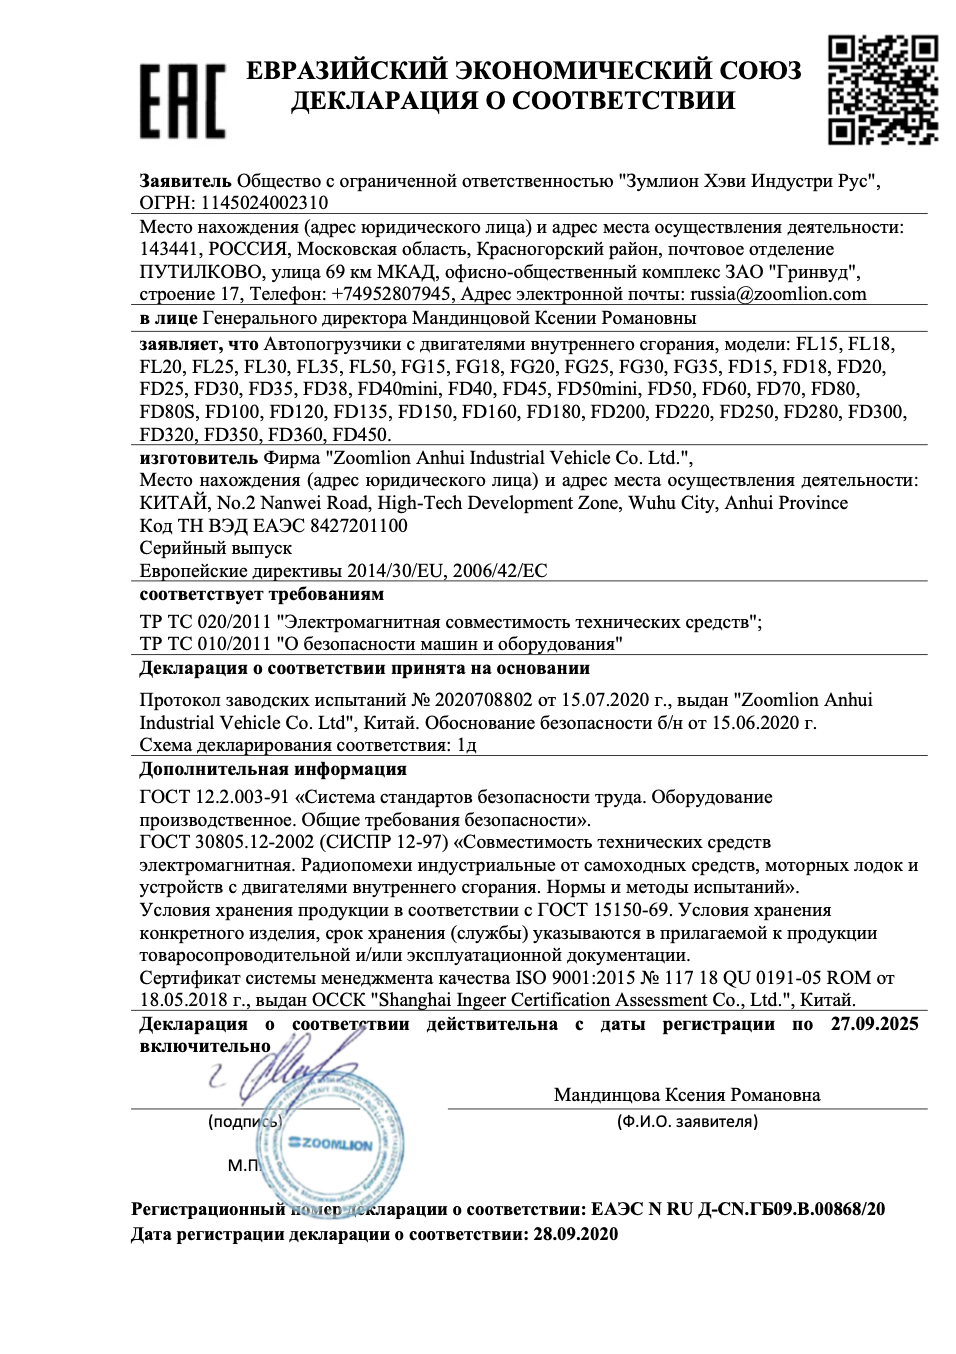 ЕАС
ЕВРАЗИЙСКИЙ ЭКОНОМИЧЕСКИЙ СОЮЗ
ДЕКЛАРАЦИЯ О СООТВЕТСТВИИ
Заявитель Общество с ограниченной ответственностью "Зумлион Хэви Индустри Рус",
ОГРН: 1145024002310
Место нахождения (адрес юридического лица) и адрес места осуществления деятельности:
143441, РОССИЯ, Московская область, Красногорский район, почтовое отделение
ПУТИЛКОВО, улица 69 км МКАД, офисно-общественный комплекс ЗАО "Гринвуд",
строение 17, Телефон: +74952807945, Адрес электронной почты: russia@zoomlion.com
в лице Генерального директора Мандинцовой Ксении Романовны
заявляет, что Автопогрузчики с двигателями внутреннего сгорания, модели: FL15, FL18,
FL20, FL25, FL30, FL35, FL50, FG15, FG18, FG20, FG25, FG30, FG35, FD15, FD18, FD20,
FD25, FD30, FD35, FD38, FD40mini, FD40, FD45, FD50mini, FD50, FD60, FD70, FD80,
FD80S, FD100, FD120, FD135, FD150, FD160, FD180, FD200, FD220, FD250, FD280, FD300,
FD320, FD350, FD360, FD450.
изготовитель Фирма "Zoomlion Anhui Industrial Vehicle Co. Ltd.",
Место нахождения (адрес юридического лица) и адрес места осуществления деятельности:
КИТАЙ, No.2 Nanwei Road, High-Tech Development Zone, Wuhu City, Anhui Province
Код ТН ВЭД ЕАЭС 8427201100
Серийный выпуск
Европейские директивы 2014/30/EU, 2006/42/EC
соответствует требованиям
ТР ТС 020/2011 "Электромагнитная совместимость технических средств";
ТР ТС 010/2011 "О безопасности машин и оборудования"
Декларация о соответствии принята на основании
Протокол заводских испытаний № 2020708802 от 15.07.2020 г., выдан "Zoomlion Anhui
Industrial Vehicle Co. Ltd", Китай. Обоснование безопасности б/н от 15.06.2020 г.
Схема декларирования соответствия: 1д
Дополнительная информация
ГОСТ 12.2.003-91 «Система стандартов безопасности труда. Оборудование
производственное. Общие требования безопасности».
ГОСТ 30805.12-2002 (СИСПР 12-97) «Совместимость технических средств
электромагнитная. Радиопомехи индустриальные от самоходных средств, моторных лодок и
устройств с двигателями внутреннего сгорания. Нормы и методы испытаний».
Условия хранения продукции в соответствии с ГОСТ 15150-69. Условия хранения
конкретного изделия, срок хранения (службы) указываются в прилагаемой к продукции
товаросопроводительной и/или эксплуатационной документации.
Сертификат системы менеджмента качества ISO 9001:2015 № 117 18 QU 0191-05 ROM от
18.05.2018 г., выдан ОССК "Shanghai Ingeer Certification Assessment Co., Ltd.", Китай.
Декларация о соответствии действительна с даты регистрации по 27.09.2025
включительно
Мандинцова Ксения Романовна
(подпись)
(Ф.И.О. заявителя)
ZOOMLION
М.П.
Регистрационный номер декларации о соответствии: ЕАЭС N RU Д-CN.ГБ09.В.00868/20
Дата регистрации декларации о соответствии: 28.09.2020